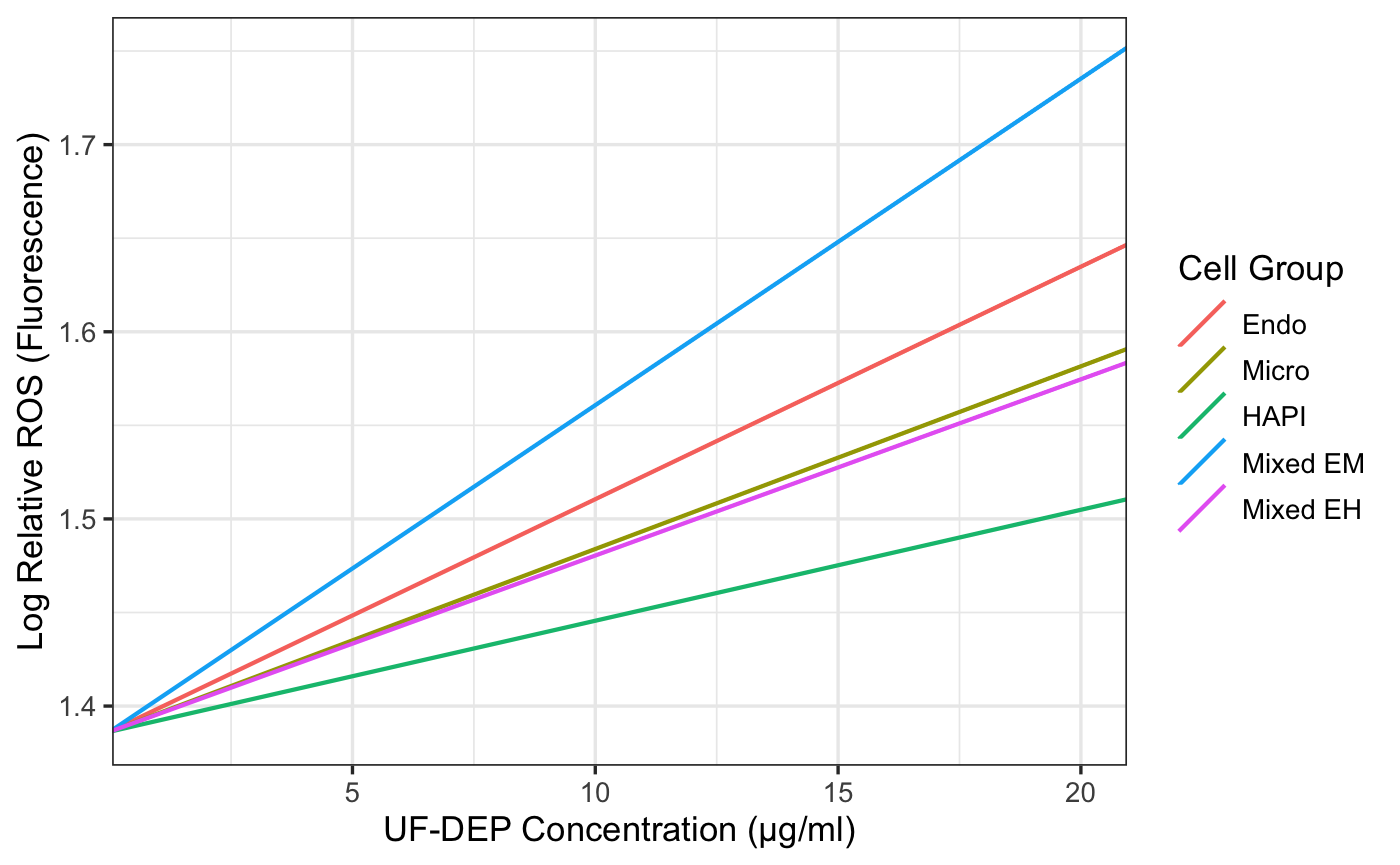 Log Relative ROS (Fluorescence)
1.7
1.6
1.5
1.4
5 10 15 20
UF-DEP Concentration (μg/ml)
Cell Group
Endo
Micro
HAPI
Mixed EM
Mixed EH